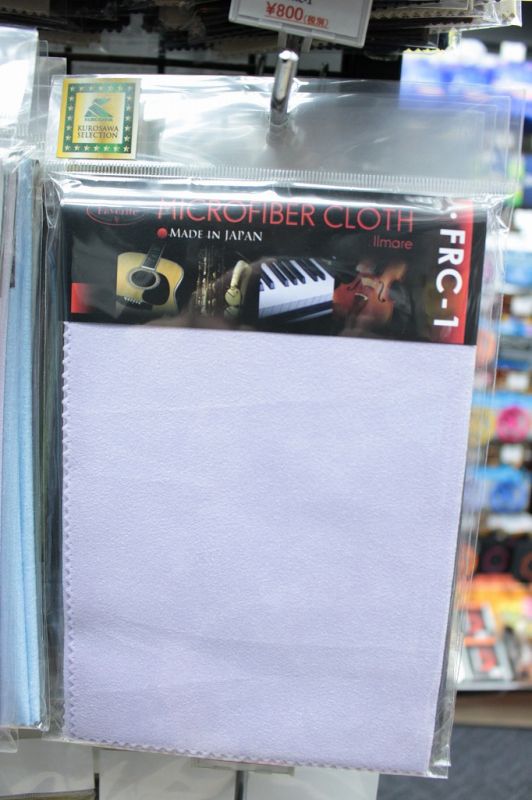 ¥800(税別)
KUROSAWA
SELECTION
MICROFIBER CLOTH
MADE IN JAPAN
Ilmare
FRC-1